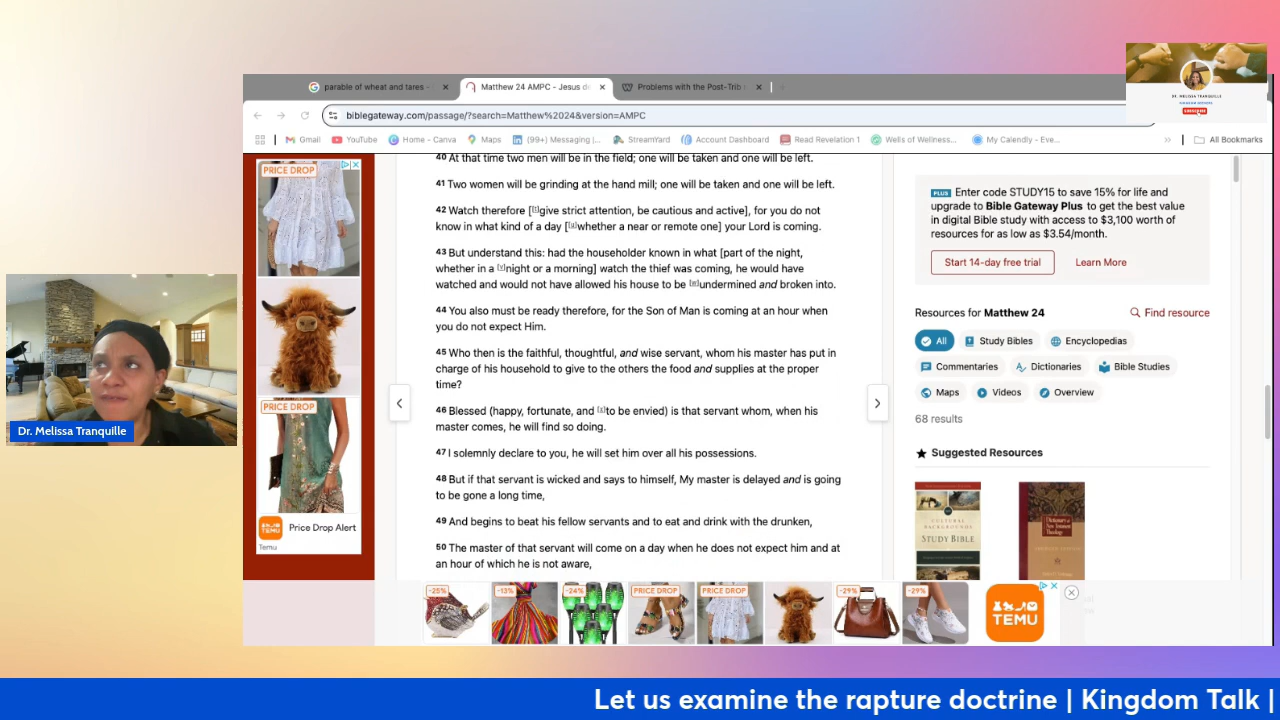 DR. MELISSA TRANQUILLE
parable of wheat and tares -
Matthew 24 AMPC - Jesus de
Problems with the Post-Trib
biblegateway.com/passage/?search=Matthew%2024&version=AMPC
Gmail
YouTube
Home - Canva
Maps
(99+) Messaging |...
StreamYard
Account Dashboard
Read Revelation 1
Wells of Wellness...
My Calendly - Eve...
All Bookmarks
PRICE DROP
PRICE DROP
Price Drop Alert
Temu
40 At that time two men will be in the field; one will be taken and one will be left.
41 Two women will be grinding at the hand mill; one will be taken and one will be left.
42 Watch therefore [[t]give strict attention, be cautious and active], for you do not
know in what kind of a day [[u]whether a near or remote one] your Lord is coming.
43 But understand this: had the householder known in what [part of the night,
whether in a [v]night or a morning] watch the thief was coming, he would have
watched and would not have allowed his house to be [w]undermined and broken into.
44 You also must be ready therefore, for the Son of Man is coming at an hour when
you do not expect Him.
45 Who then is the faithful, thoughtful, and wise servant, whom his master has put in
charge of his household to give to the others the food and supplies at the proper
time?
46 Blessed (happy, fortunate, and [x]to be envied) is that servant whom, when his
master comes, he will find so doing.
47 I solemnly declare to you, he will set him over all his possessions.
48 But if that servant is wicked and says to himself, My master is delayed and is going
to be gone a long time,
49 And begins to beat his fellow servants and to eat and drink with the drunken,
50 The master of that servant will come on a day when he does not expect him and at
an hour of which he is not aware,
PLUS Enter code STUDY15 to save 15% for life and
upgrade to Bible Gateway Plus to get the best value
in digital Bible study with access to $3,100 worth of
resources for as low as $3.54/month.
Start 14-day free trial
Learn More
Resources for Matthew 24
Find resource
All
Study Bibles
Encyclopedias
Commentaries
Dictionaries
Bible Studies
Maps
Videos
Overview
68 results
Suggested Resources
CULTURAL
BACKGROUNDS
STUDY BIBLE
-25%
-13%
-24%
PRICE DROP
PRICE DROP
-29%
-29%
TEMU
Dr. Melissa Tranquille
Let us examine the rapture doctrine | Kingdom Talk |